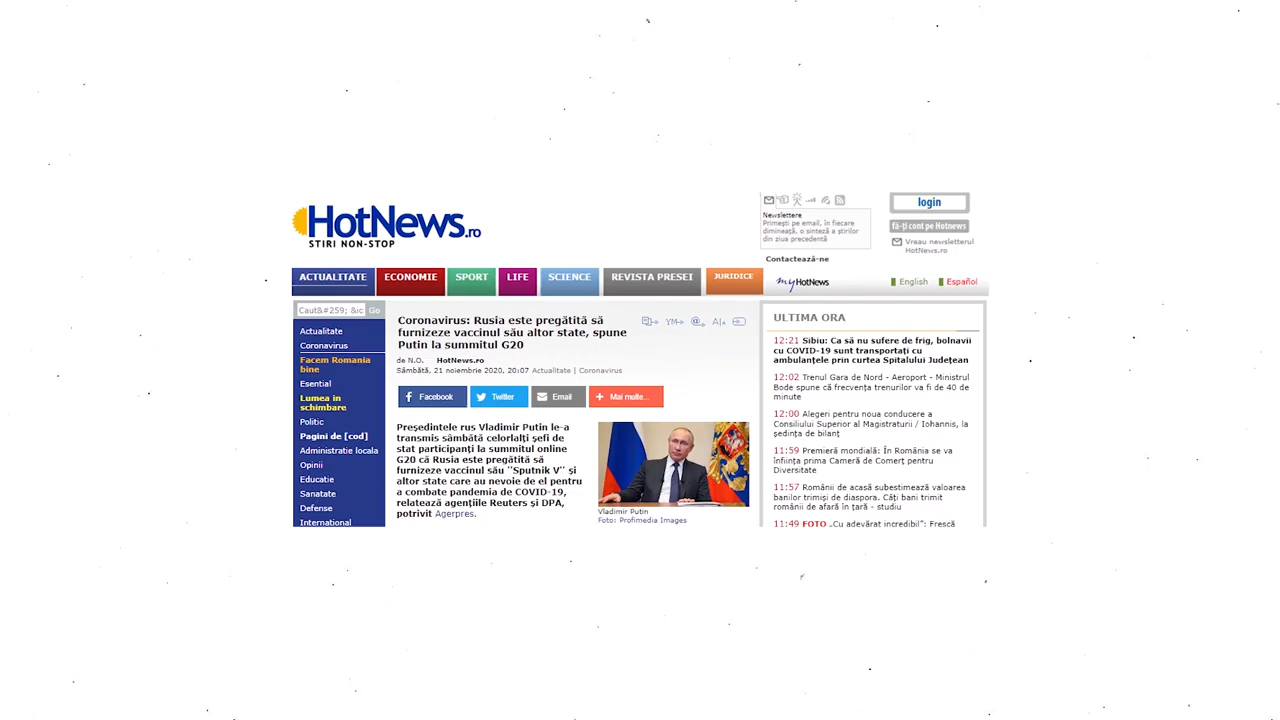 HotNews.ro
STIRI NON-STOP
Newslettere
Primești pe email, în fiecare
dimineață, o sinteză a știrilor
din ziua precedentă
Contactează-ne
login
fă-ți cont pe Hotnews
Vreau newsletterul
HotNews.ro
ACTUALITATE ECONOMIE SPORT LIFE SCIENCE REVISTA PRESEI JURIDICE my HotNews English Español
Caut&#259; &ic Go
Actualitate
Coronavirus
Facem Romania
bine
Esential
Lumea in
schimbare
Politic
Pagini de [cod]
Administratie locala
Opinii
Educatie
Sanatate
Defense
International
Coronavirus: Rusia este pregătită să
furnizeze vaccinul său altor state, spune
Putin la summitul G20
de N.O. HotNews.ro
Sâmbătă, 21 noiembrie 2020, 20:07 Actualitate | Coronavirus
Facebook Twitter Email Mai multe...
Președintele rus Vladimir Putin le-a
transmis sâmbătă celorlalți șefi de
stat participanți la summitul online
G20 că Rusia este pregătită să
furnizeze vaccinul său "Sputnik V" și
altor state care au nevoie de el pentru
a combate pandemia de COVID-19,
relatează agențiile Reuters și DPA,
potrivit Agerpres.
Vladimir Putin
Foto: Profimedia Images
ULTIMA ORA
12:21 Sibiu: Ca să nu sufere de frig, bolnavii
cu COVID-19 sunt transportați cu
ambulanțele prin curtea Spitalului Județean
12:02 Trenul Gara de Nord - Aeroport - Ministrul
Bode spune că frecvența trenurilor va fi de 40 de
minute
12:00 Alegeri pentru noua conducere a
Consiliului Superior al Magistraturii / Iohannis, la
ședința de bilanț
11:59 Premieră mondială: În România se va
înființa prima Cameră de Comerț pentru
Diversitate
11:57 Românii de acasă subestimează valoarea
banilor trimiși de diaspora. Câți bani trimit
românii de afară în țară - studiu
11:49 FOTO „Cu adevărat incredibil”: Frescă